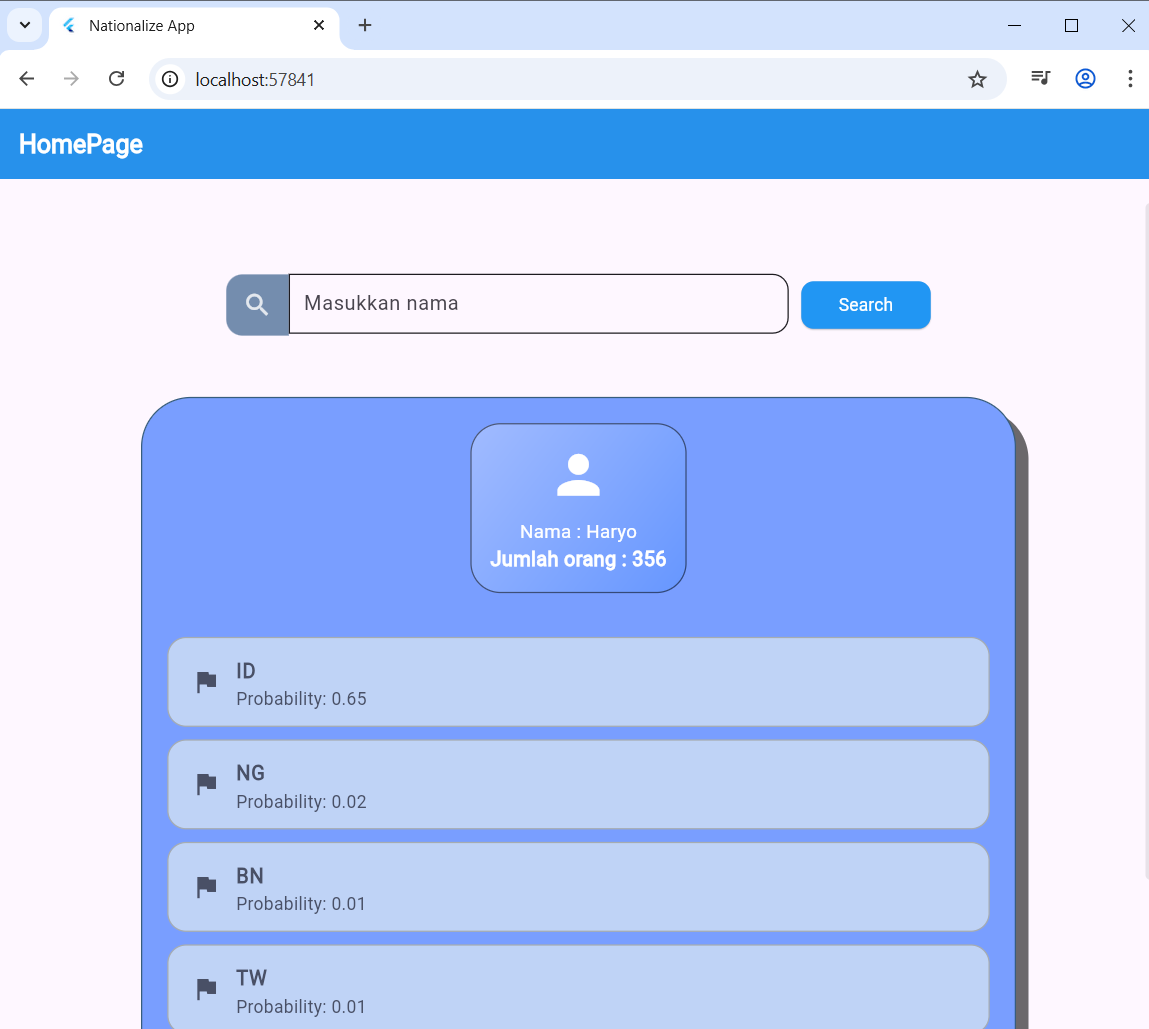 Nationalize App
localhost:57841
HomePage
Masukkan nama
Search
Nama : Haryo
Jumlah orang : 356
ID
Probability: 0.65
NG
Probability: 0.02
BN
Probability: 0.01
TW
Probability: 0.01